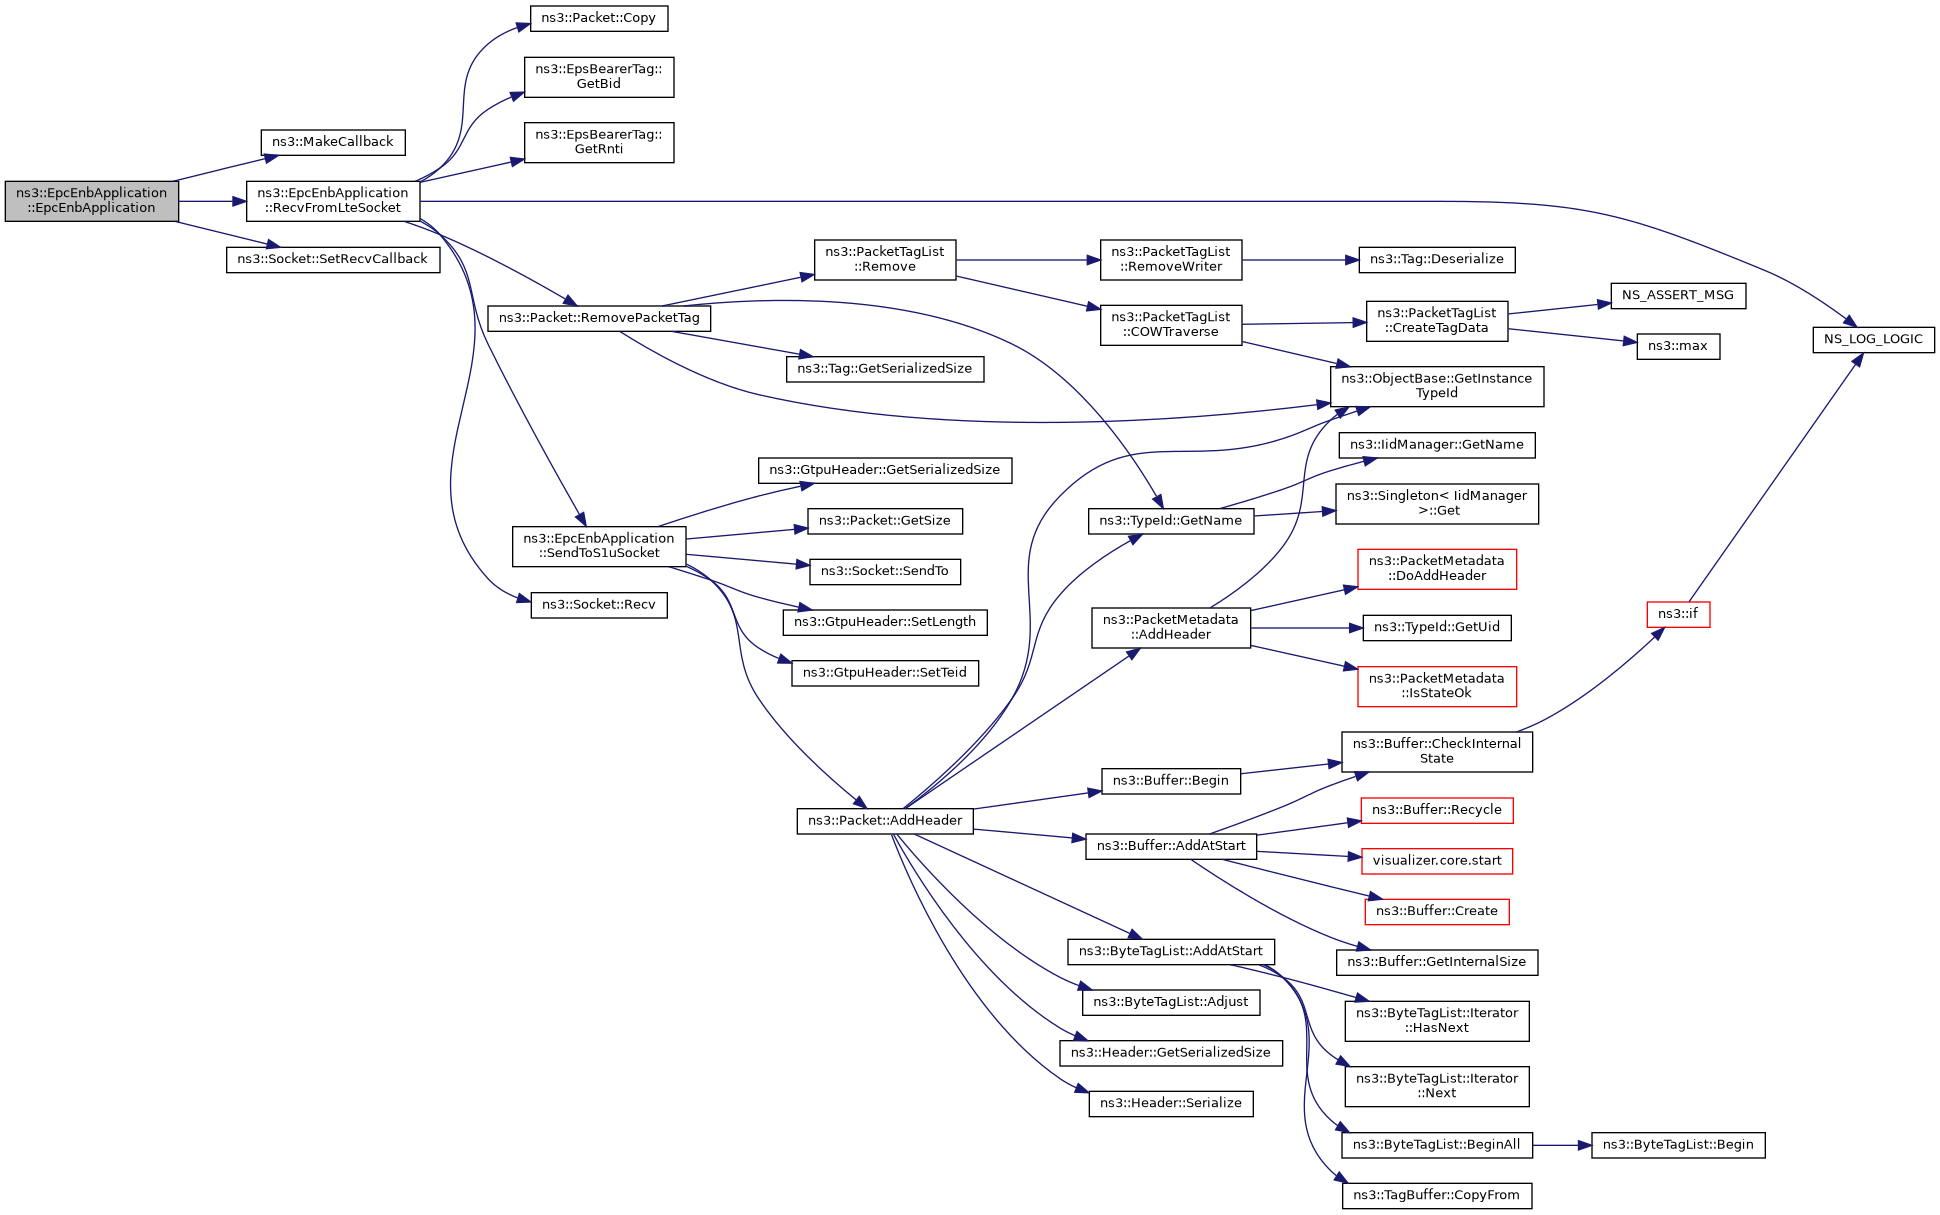 ns3::EpcEnbApplication
::EpcEnbApplication
ns3::MakeCallback
ns3::EpcEnbApplication
::RecvFromLteSocket
ns3::Socket::SetRecvCallback
ns3::Packet::Copy
ns3::EpsBearerTag::
GetBid
ns3::EpsBearerTag::
GetRnti
ns3::Packet::RemovePacketTag
ns3::EpcEnbApplication
::SendToS1uSocket
ns3::Socket::Recv
ns3::PacketTagList
::Remove
ns3::Tag::GetSerializedSize
ns3::GtpuHeader::GetSerializedSize
ns3::Packet::GetSize
ns3::Socket::SendTo
ns3::GtpuHeader::SetLength
ns3::GtpuHeader::SetTeid
ns3::Packet::AddHeader
ns3::PacketTagList
::RemoveWriter
ns3::PacketTagList
::COWTraverse
ns3::TypeId::GetName
ns3::PacketMetadata
::AddHeader
ns3::Buffer::Begin
ns3::Buffer::AddAtStart
ns3::ByteTagList::AddAtStart
ns3::ByteTagList::Adjust
ns3::Header::GetSerializedSize
ns3::Header::Serialize
ns3::Tag::Deserialize
ns3::PacketTagList
::CreateTagData
ns3::ObjectBase::GetInstance
TypeId
ns3::IidManager::GetName
ns3::Singleton< IidManager
>::Get
ns3::PacketMetadata
::DoAddHeader
ns3::TypeId::GetUid
ns3::PacketMetadata
::IsStateOk
ns3::Buffer::CheckInternal
State
ns3::Buffer::Recycle
visualizer.core.start
ns3::Buffer::Create
ns3::Buffer::GetInternalSize
ns3::ByteTagList::Iterator
::HasNext
ns3::ByteTagList::Iterator
::Next
ns3::ByteTagList::BeginAll
ns3::TagBuffer::CopyFrom
NS_ASSERT_MSG
ns3::max
ns3::if
ns3::ByteTagList::Begin
NS_LOG_LOGIC